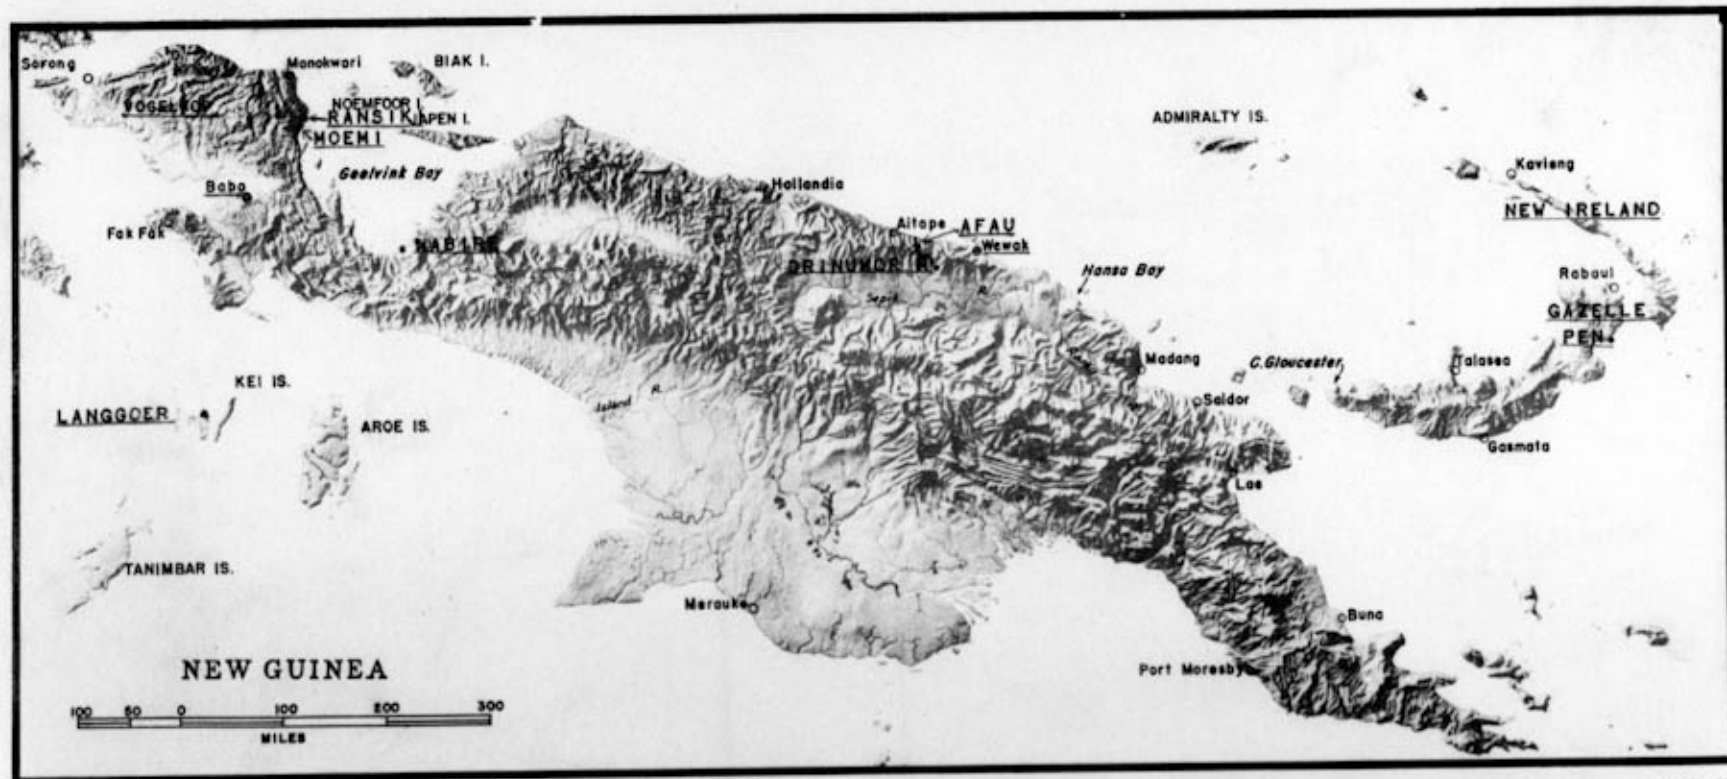 Sorong
Manokwari
BIAK I.
VOGELKOP
NOEMFOOR I.
RANSIKI
JAPEN I.
MOEMI
Geelvink Bay
Babo
Fak Fak
NABIRE
Hollandia
Aitape
AFAU
Wewak
DRINUMOR R.
Sepik R.
Hansa Bay
ADMIRALTY IS.
Kavieng
NEW IRELAND
Rabaul
GAZELLE
PEN.
Madang
C. Gloucester
Talasea
Saidor
Gasmata
KEI IS.
LANGGOER
AROE IS.
Island R.
Lae
TANIMBAR IS.
Merauke
Buna
Port Moresby
NEW GUINEA
100 50 0 100 200 300
MILES